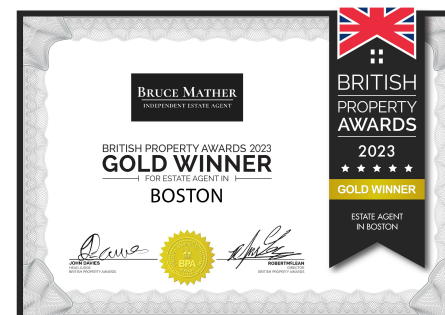 BRUCE MATHER
INDEPENDENT ESTATE AGENT
BRITISH PROPERTY AWARDS 2023
GOLD WINNER
FOR ESTATE AGENT IN
BOSTON
JOHN DAVIES
HEAD JUDGE
BRITISH PROPERTY AWARDS
BPA
ROBERT MCLEAN
DIRECTOR
BRITISH PROPERTY AWARDS
BRITISH
PROPERTY
AWARDS
2023
GOLD WINNER
ESTATE AGENT
IN BOSTON